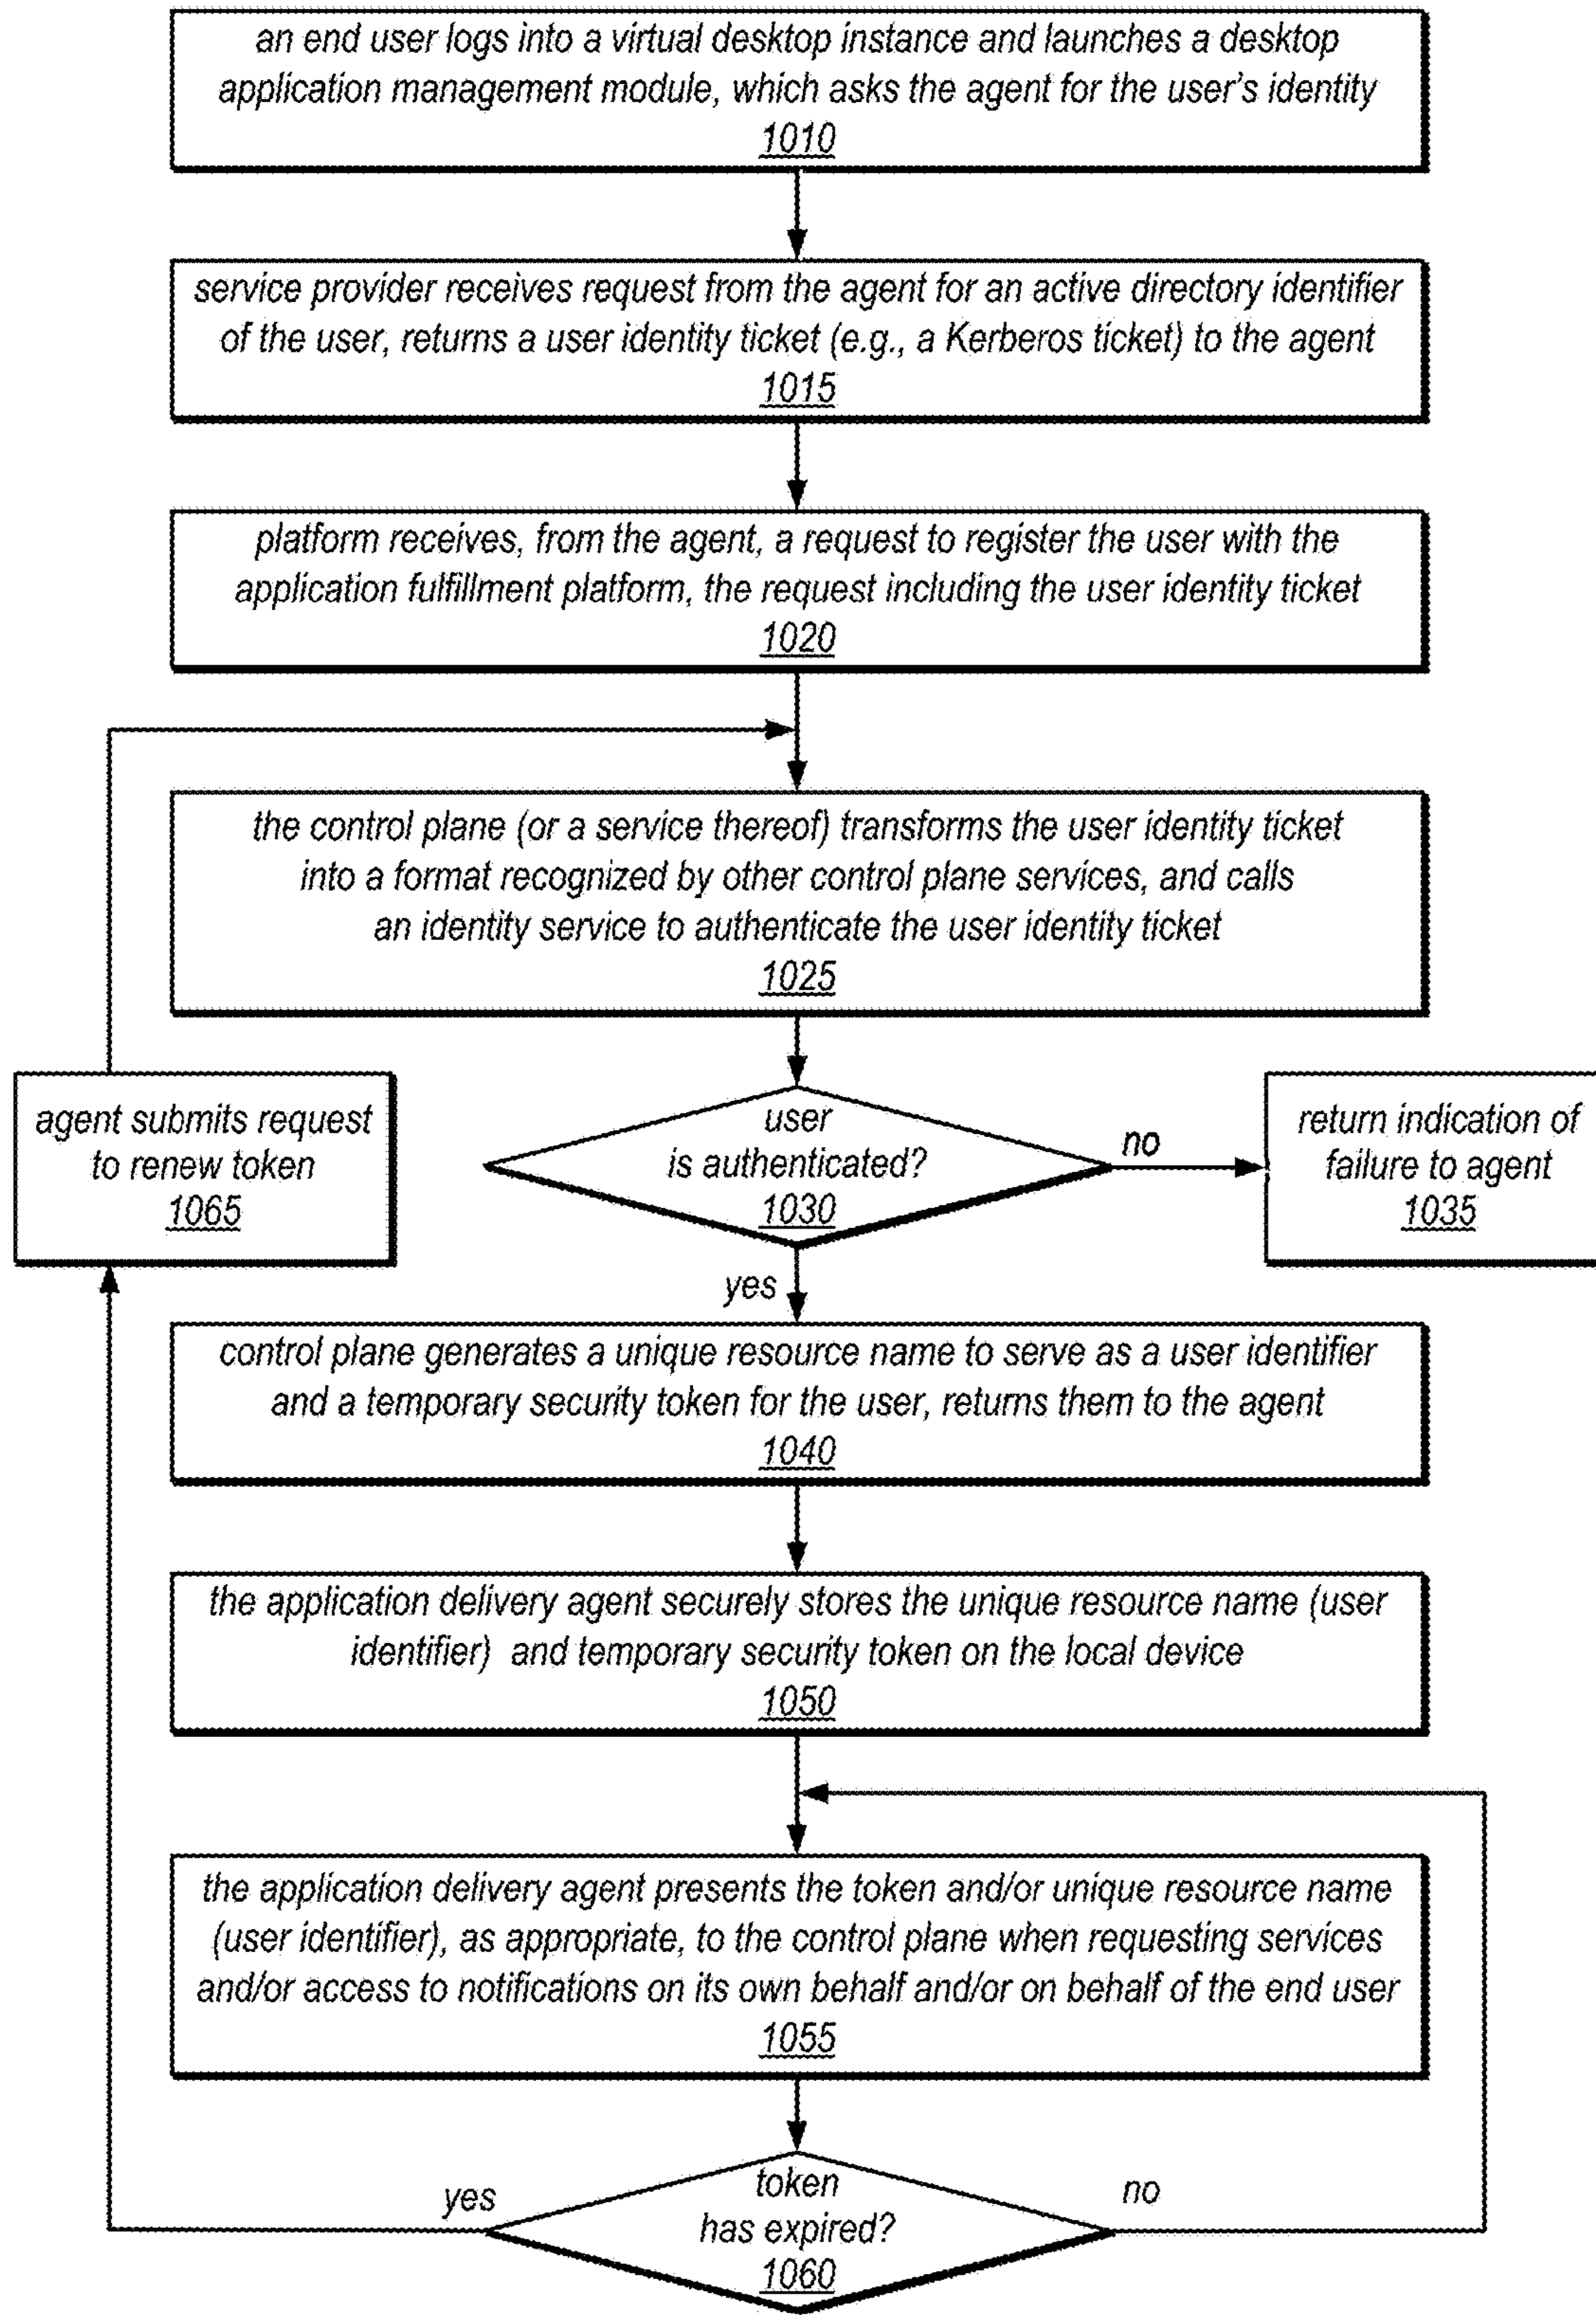 an end user logs into a virtual desktop instance and launches a desktop
application management module, which asks the agent for the user's identity
1010
service provider receives request from the agent for an active directory identifier
of the user, returns a user identity ticket (e.g., a Kerberos ticket) to the agent
1015
platform receives, from the agent, a request to register the user with the
application fulfillment platform, the request including the user identity ticket
1020
the control plane (or a service thereof) transforms the user identity ticket
into a format recognized by other control plane services, and calls
an identity service to authenticate the user identity ticket
1025
agent submits request
to renew token
1065
user
is authenticated?
1030
no
return indication of
failure to agent
1035
yes
control plane generates a unique resource name to serve as a user identifier
and a temporary security token for the user, returns them to the agent
1040
the application delivery agent securely stores the unique resource name (user
identifier) and temporary security token on the local device
1050
the application delivery agent presents the token and/or unique resource name
(user identifier), as appropriate, to the control plane when requesting services
and/or access to notifications on its own behalf and/or on behalf of the end user
1055
yes
token
has expired?
1060
no